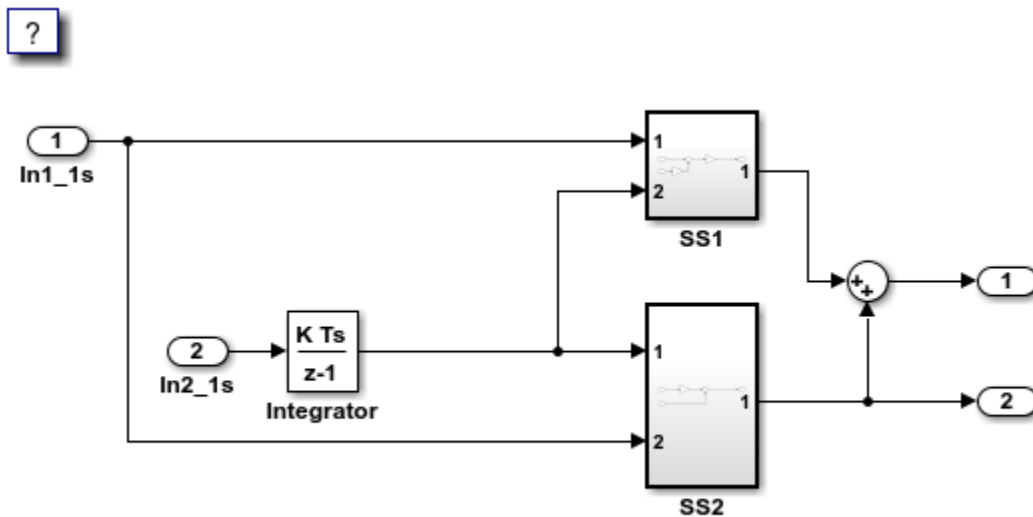 ?
1
In1_1s
1
2
1
SS1
+
+
1
2
In2_1s
K Ts
z-1
Integrator
1
2
1
SS2
2